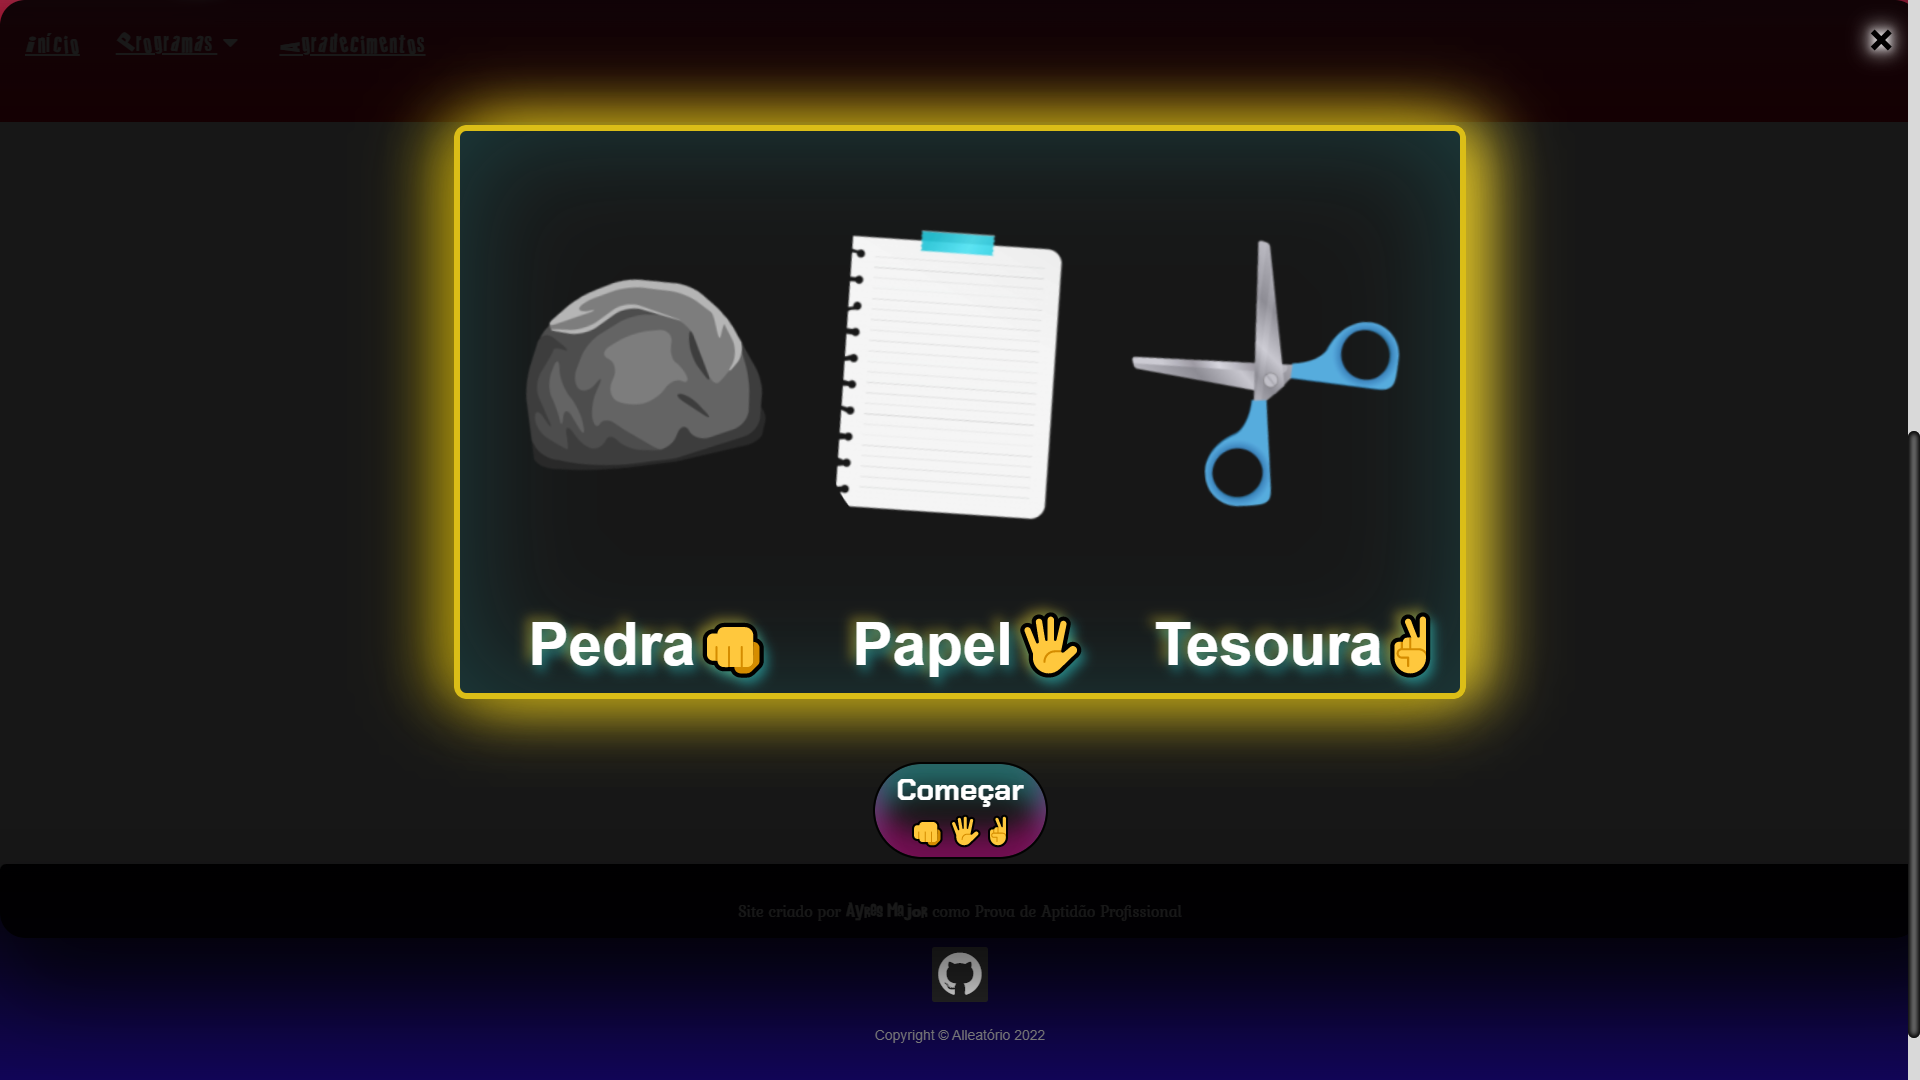 Início Programas Agradecimentos
Pedra👊 Papel🖐 Tesoura✌
Começar
👊🖐✌
Site criado por Ayros Major como Prova de Aptidão Profissional
Copyright © Alleatório 2022